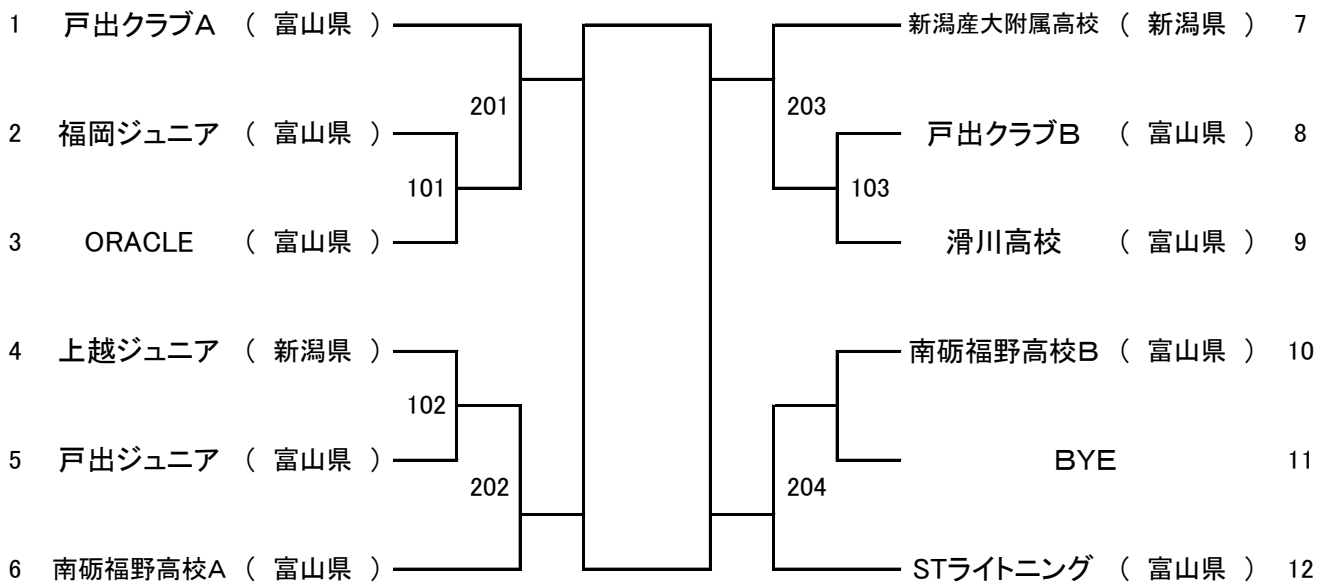 1 戸出クラブA ( 富山県 )
新潟産大附属高校 ( 新潟県 ) 7
201
203
2 福岡ジュニア ( 富山県 )
戸出クラブB ( 富山県 ) 8
101
103
3 ORACLE ( 富山県 )
滑川高校 ( 富山県 ) 9
4 上越ジュニア ( 新潟県 )
南砺福野高校B ( 富山県 ) 10
102
5 戸出ジュニア ( 富山県 )
BYE 11
202
204
6 南砺福野高校A ( 富山県 )
STライトニング ( 富山県 ) 12